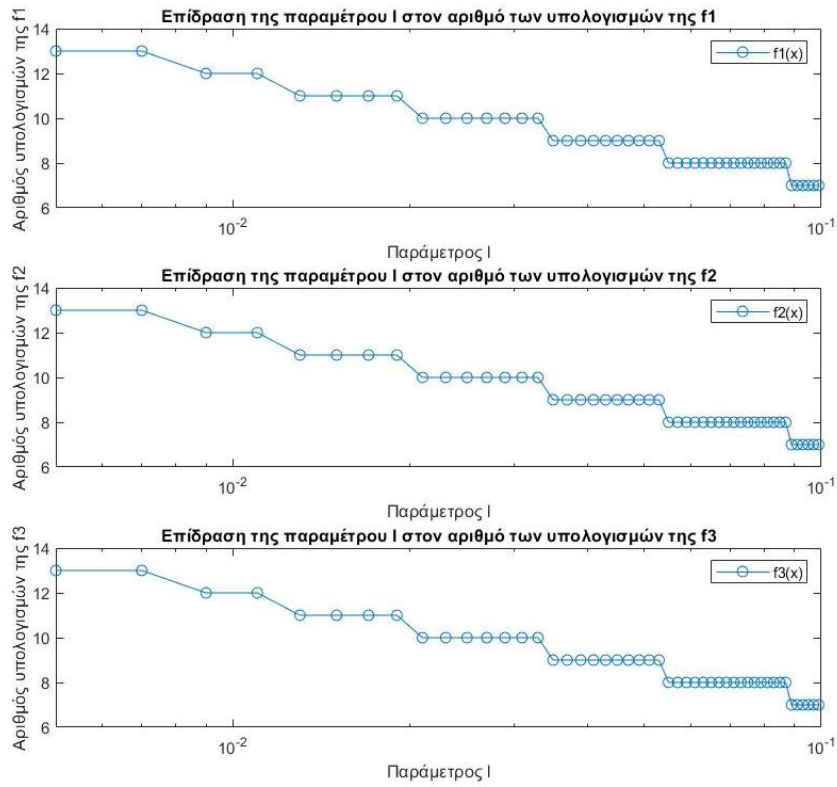 Επίδραση της παραμέτρου l στον αριθμό των υπολογισμών της f1
Αριθμός υπολογισμών της f1
14
12
10
8
6
f1(x)
10-2
10-1
Παράμετρος l
Επίδραση της παραμέτρου l στον αριθμό των υπολογισμών της f2
Αριθμός υπολογισμών της f2
14
12
10
8
6
f2(x)
10-2
10-1
Παράμετρος l
Επίδραση της παραμέτρου l στον αριθμό των υπολογισμών της f3
Αριθμός υπολογισμών της f3
14
12
10
8
6
f3(x)
10-2
10-1
Παράμετρος l